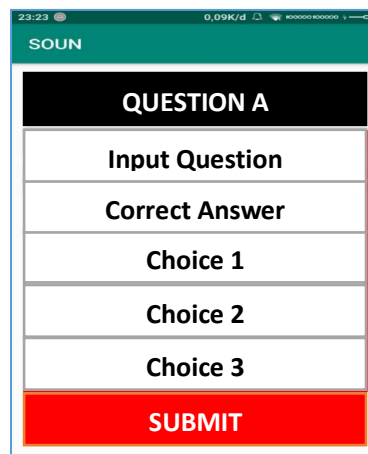 23:23 0,09K/d
SOUN
QUESTION A
Input Question
Correct Answer
Choice 1
Choice 2
Choice 3
SUBMIT